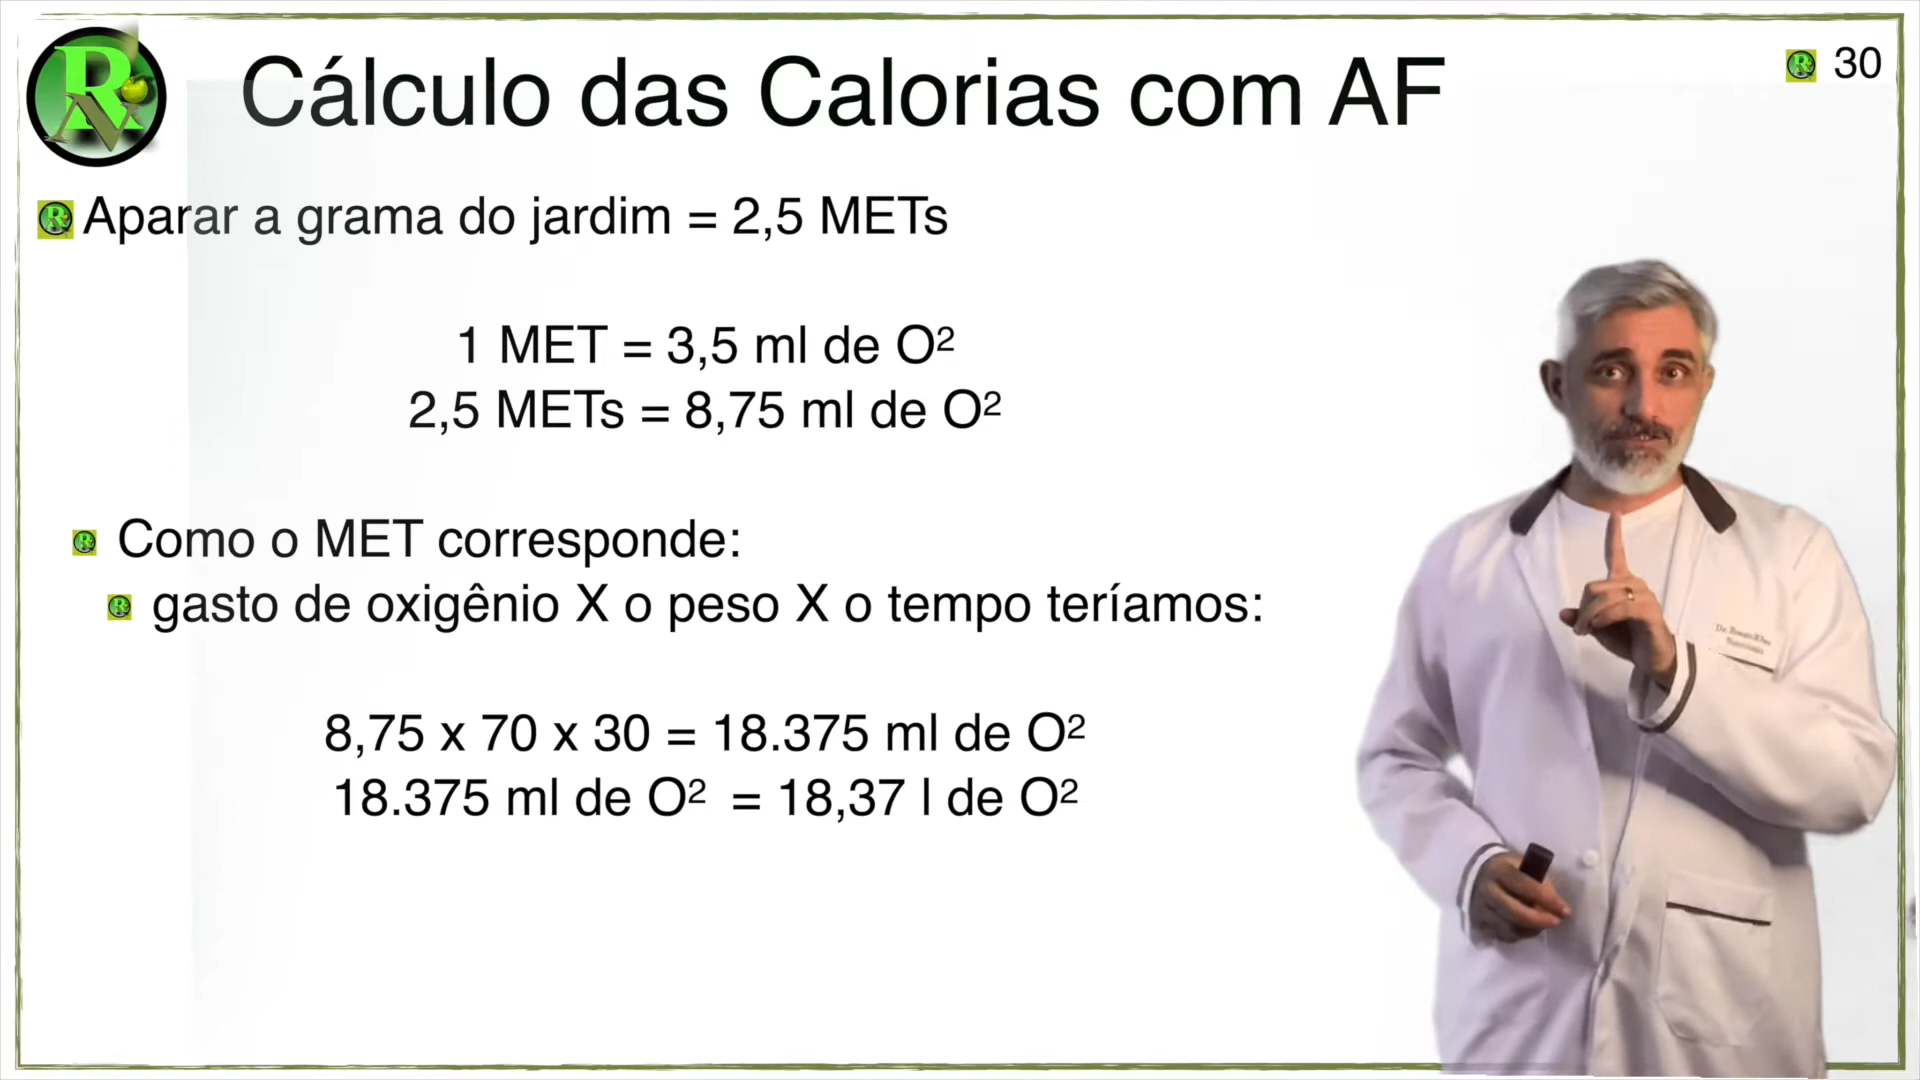 Cálculo das Calorias com AF
30
Aparar a grama do jardim = 2,5 METs
1 MET = 3,5 ml de O²
2,5 METs = 8,75 ml de O²
Como o MET corresponde:
gasto de oxigênio X o peso X o tempo teríamos:
8,75 x 70 x 30 = 18.375 ml de O²
18.375 ml de O² = 18,37 l de O²